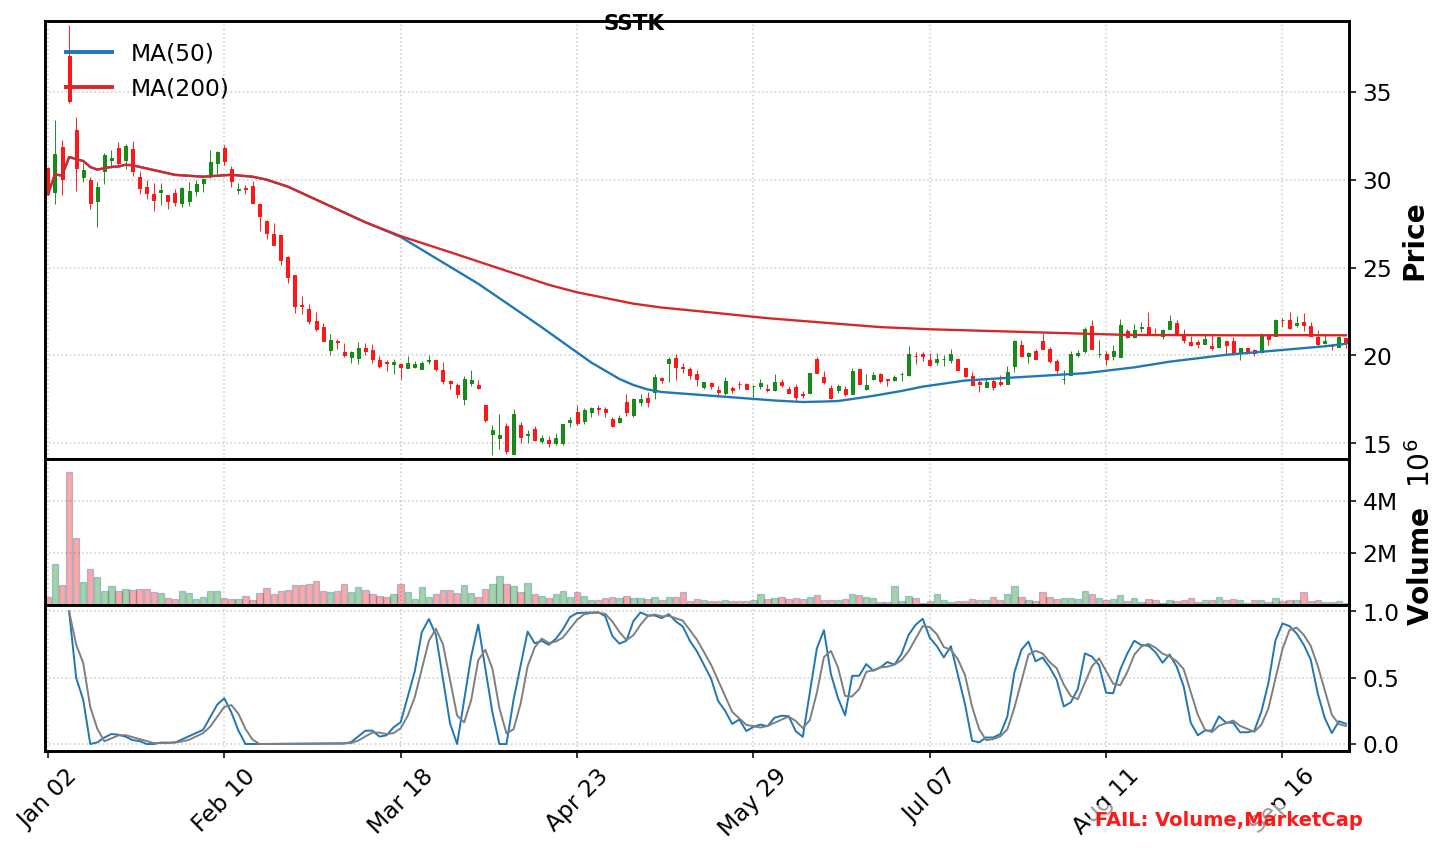 SSTK
MA(50)
MA(200)
35
30
25
20
15
Price
10^6
4M
2M
Volume
1.0
0.5
0.0
Jan 02
Feb 10
Mar 18
Apr 23
May 29
Jul 07
Aug 11
Sep 16
FAIL: Volume,MarketCap